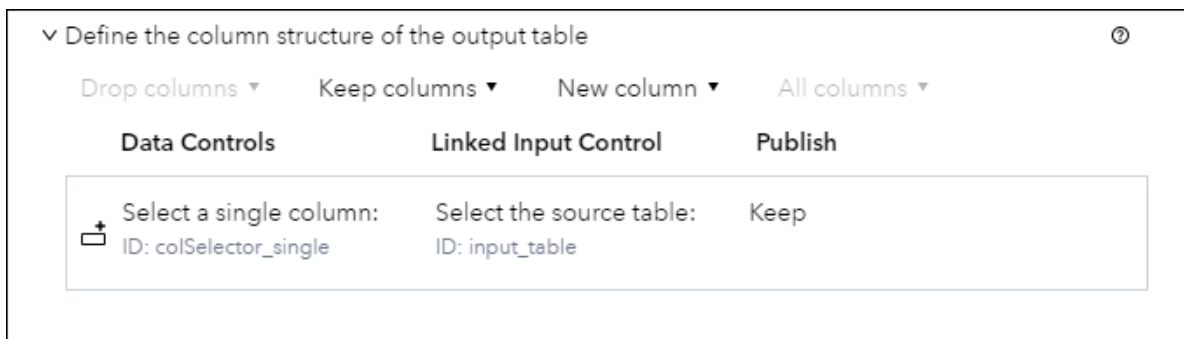 Define the column structure of the output table
Drop columns Keep columns New column All columns
Data Controls Linked Input Control Publish
Select a single column: Select the source table: Keep
ID: colSelector_single ID: input_table